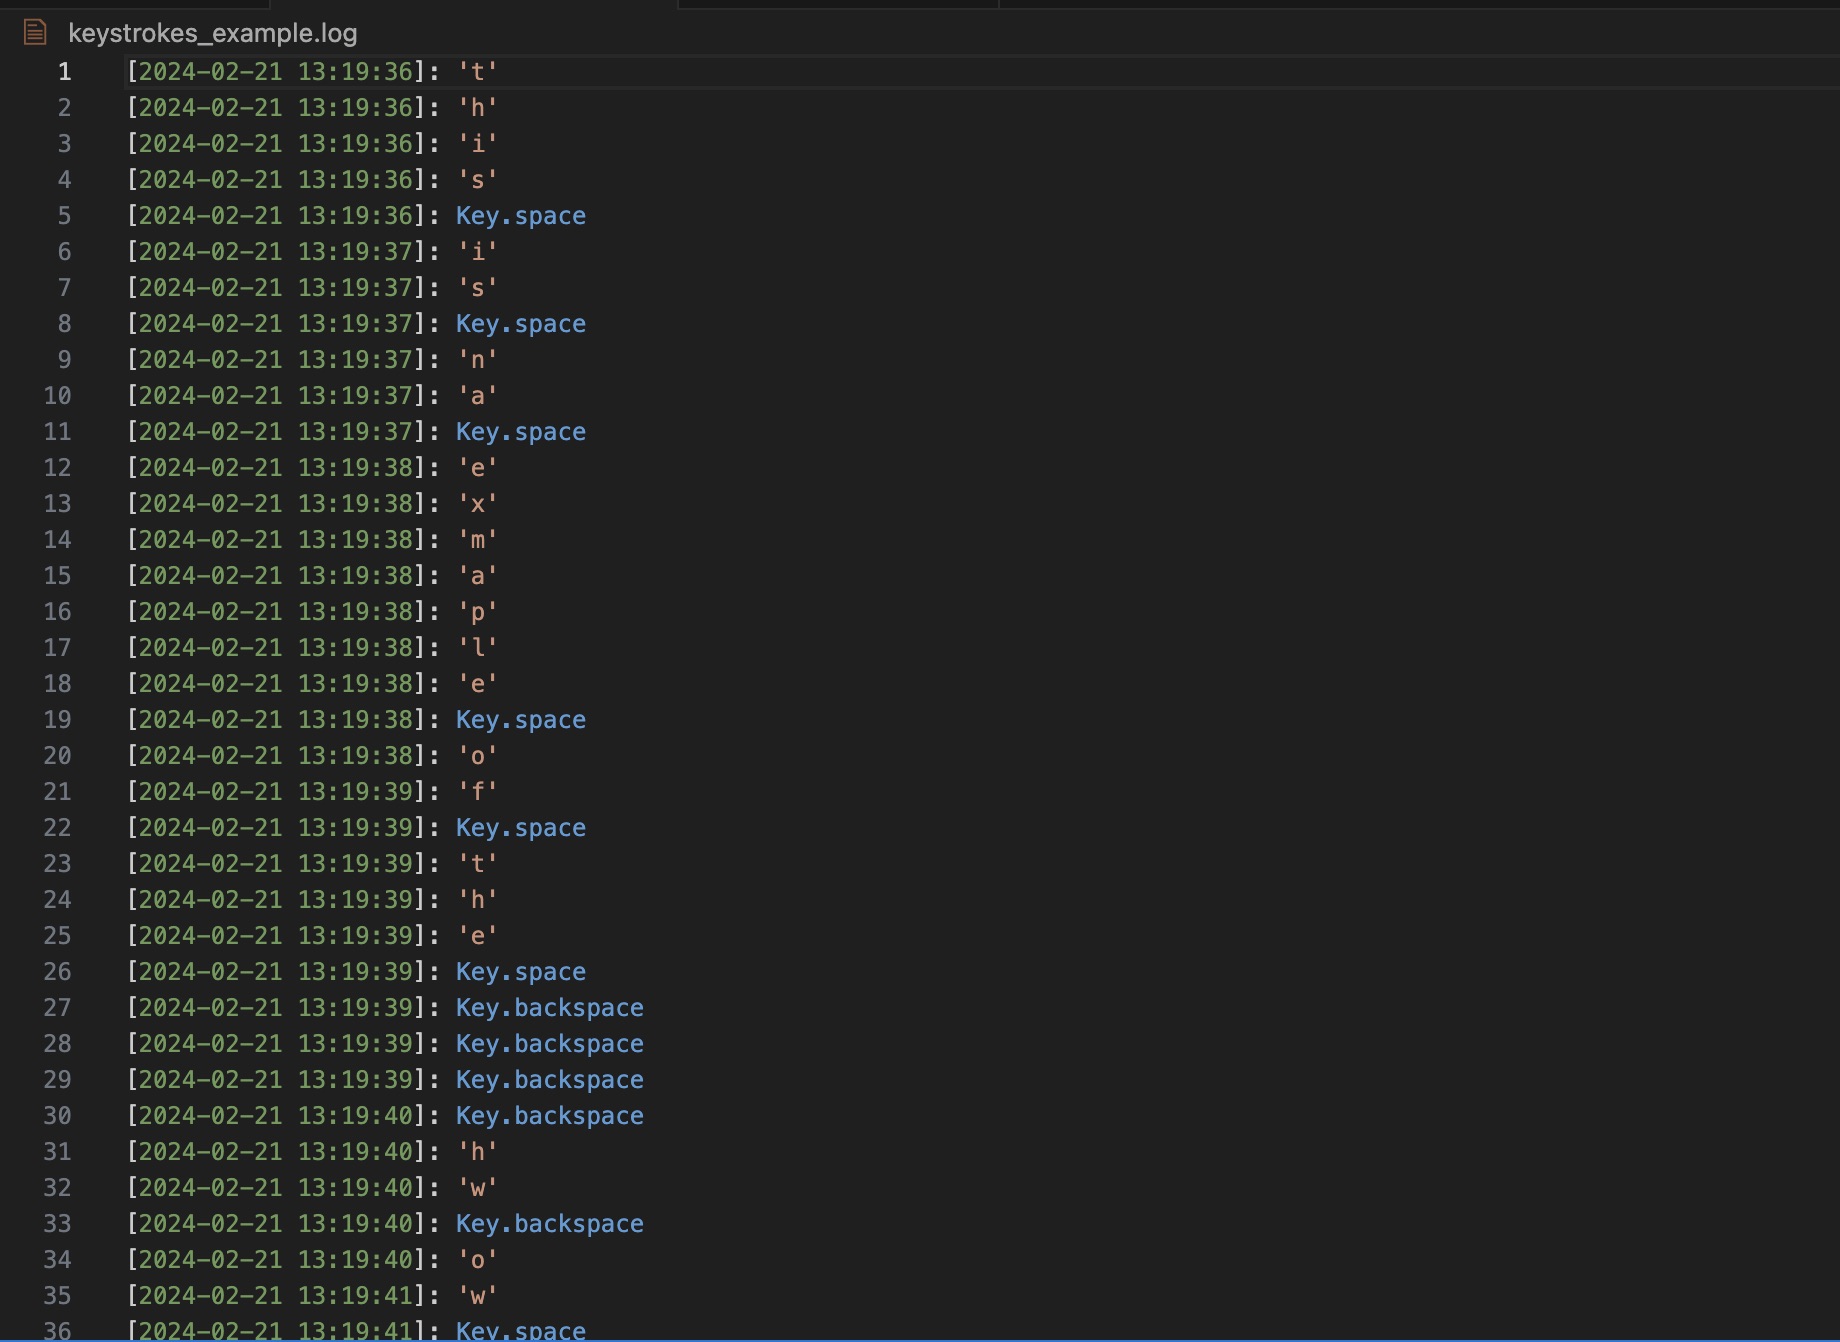 keystrokes_example.log
1 [2024-02-21 13:19:36]: 't'
2 [2024-02-21 13:19:36]: 'h'
3 [2024-02-21 13:19:36]: 'i'
4 [2024-02-21 13:19:36]: 's'
5 [2024-02-21 13:19:36]: Key.space
6 [2024-02-21 13:19:37]: 'i'
7 [2024-02-21 13:19:37]: 's'
8 [2024-02-21 13:19:37]: Key.space
9 [2024-02-21 13:19:37]: 'n'
10 [2024-02-21 13:19:37]: 'a'
11 [2024-02-21 13:19:37]: Key.space
12 [2024-02-21 13:19:38]: 'e'
13 [2024-02-21 13:19:38]: 'x'
14 [2024-02-21 13:19:38]: 'm'
15 [2024-02-21 13:19:38]: 'a'
16 [2024-02-21 13:19:38]: 'p'
17 [2024-02-21 13:19:38]: 'l'
18 [2024-02-21 13:19:38]: 'e'
19 [2024-02-21 13:19:38]: Key.space
20 [2024-02-21 13:19:38]: 'o'
21 [2024-02-21 13:19:39]: 'f'
22 [2024-02-21 13:19:39]: Key.space
23 [2024-02-21 13:19:39]: 't'
24 [2024-02-21 13:19:39]: 'h'
25 [2024-02-21 13:19:39]: 'e'
26 [2024-02-21 13:19:39]: Key.space
27 [2024-02-21 13:19:39]: Key.backspace
28 [2024-02-21 13:19:39]: Key.backspace
29 [2024-02-21 13:19:39]: Key.backspace
30 [2024-02-21 13:19:40]: Key.backspace
31 [2024-02-21 13:19:40]: 'h'
32 [2024-02-21 13:19:40]: 'w'
33 [2024-02-21 13:19:40]: Key.backspace
34 [2024-02-21 13:19:40]: 'o'
35 [2024-02-21 13:19:41]: 'w'
36 [2024-02-21 13:19:41]: Key.space